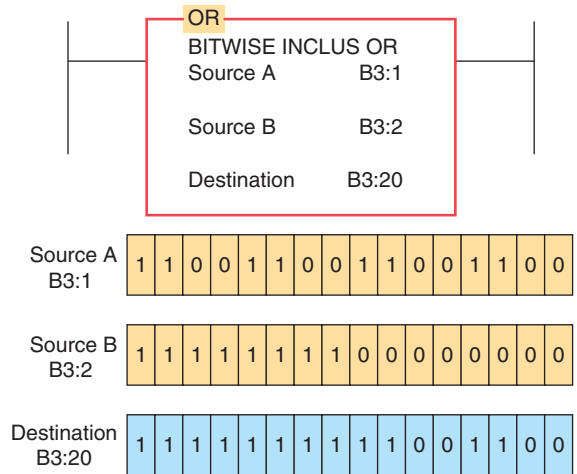 OR
BITWISE INCLUS OR
Source A B3:1
Source B B3:2
Destination B3:20
Source A
B3:1
1 1 0 0 1 1 0 0 1 1 0 0 1 1 0 0
Source B
B3:2
1 1 1 1 1 1 1 1 0 0 0 0 0 0 0 0
Destination
B3:20
1 1 1 1 1 1 1 1 1 1 0 0 1 1 0 0